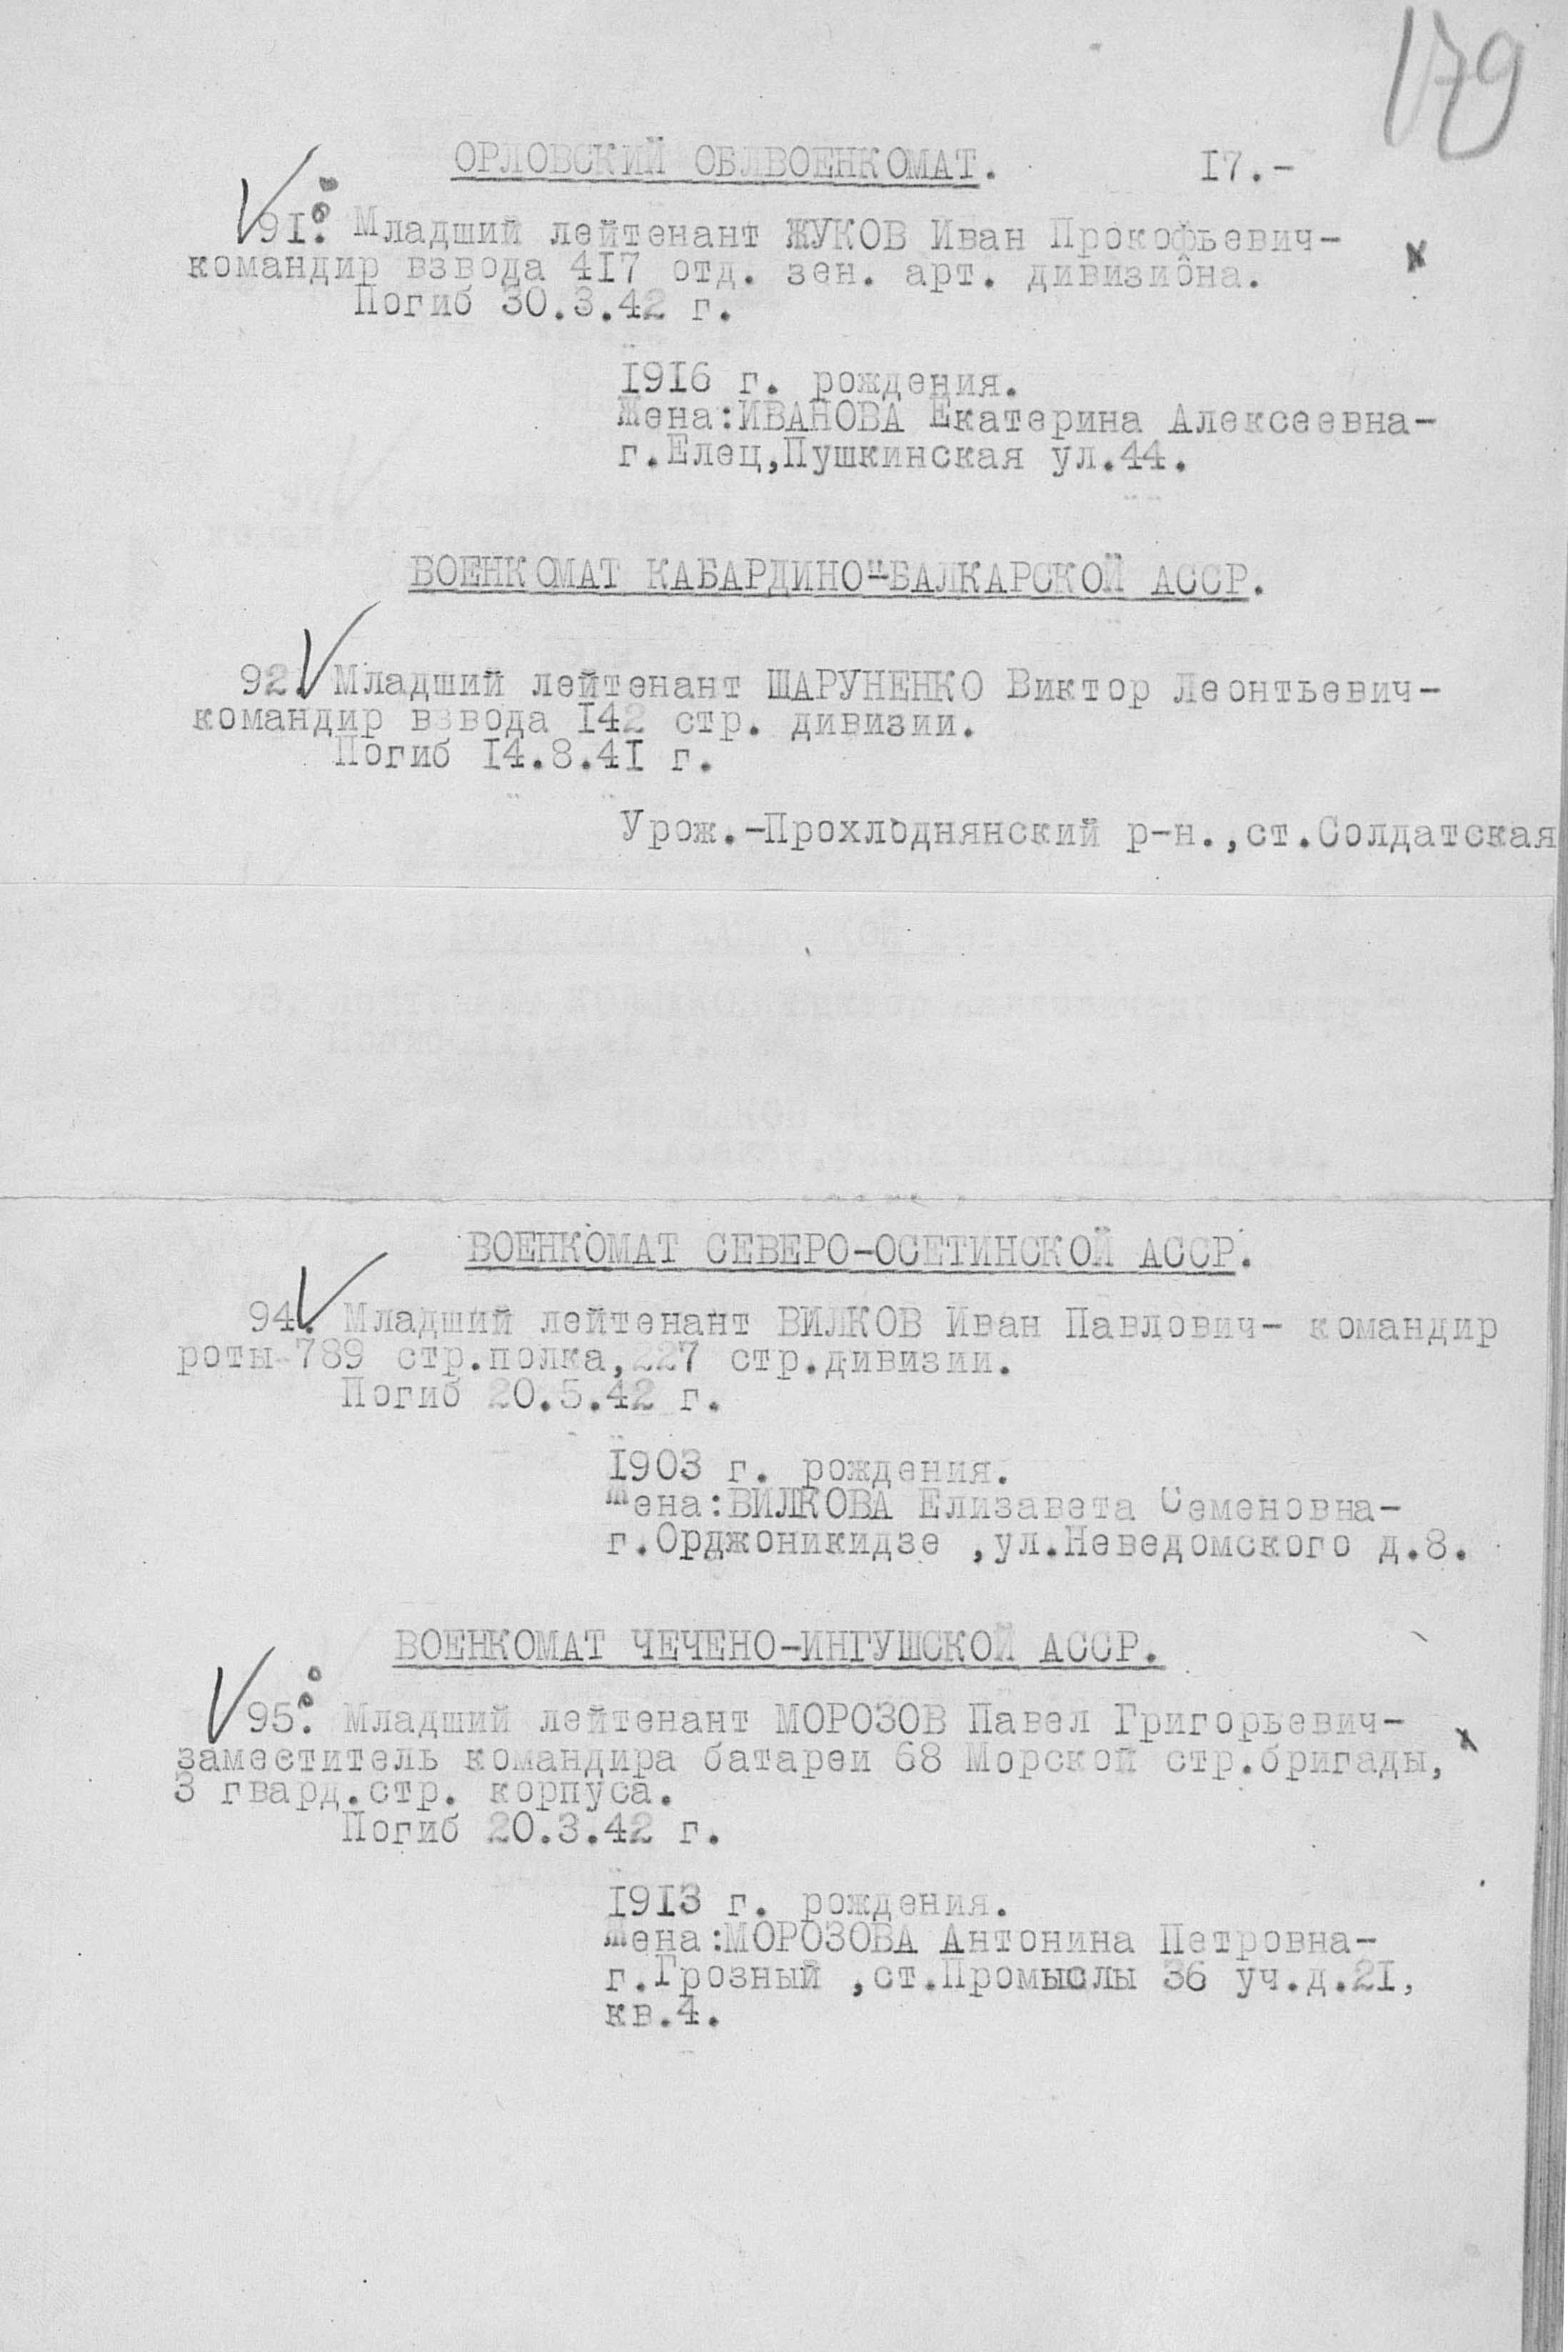 179
ОРЛОВСКИЙ ОБЛВОЕНКОМАТ. 17.-
91. Младший лейтенант ЖУКОВ Иван Прокофьевич-
командир взвода 417 отд. зен. арт. дивизиона.
Погиб 30.3.42 г.
1916 г. рождения.
Жена:ИВАНОВА Екатерина Алексеевна-
г.Елец,Пушкинская ул.44.
ВОЕНКОМАТ КАБАРДИНО-БАЛКАРСКОЙ АССР.
92. Младший лейтенант ШАРУНЕНКО Виктор Леонтьевич-
командир взвода 142 стр. дивизии.
Погиб 14.8.41 г.
Урож.-Прохлоднянский р-н.,ст.Солдатская
ВОЕНКОМАТ СЕВЕРО-ОСЕТИНСКОЙ АССР.
94. Младший лейтенант ВИЛКОВ Иван Павлович- командир
роты 789 стр.полка,227 стр.дивизии.
Погиб 20.5.42 г.
1903 г. рождения.
Жена:ВИЛКОВА Елизавета Семеновна-
г.Орджоникидзе ,ул.Неведомского д.8.
ВОЕНКОМАТ ЧЕЧЕНО-ИНГУШСКОЙ АССР.
95. Младший лейтенант МОРОЗОВ Павел Григорьевич-
заместитель командира батареи 68 Морской стр.бригады,
3 гвард.стр. корпуса.
Погиб 20.3.42 г.
1913 г. рождения.
Жена:МОРОЗОВА Антонина Петровна-
г.Грозный ,ст.Промыслы 36 уч.д.21,
кв.4.